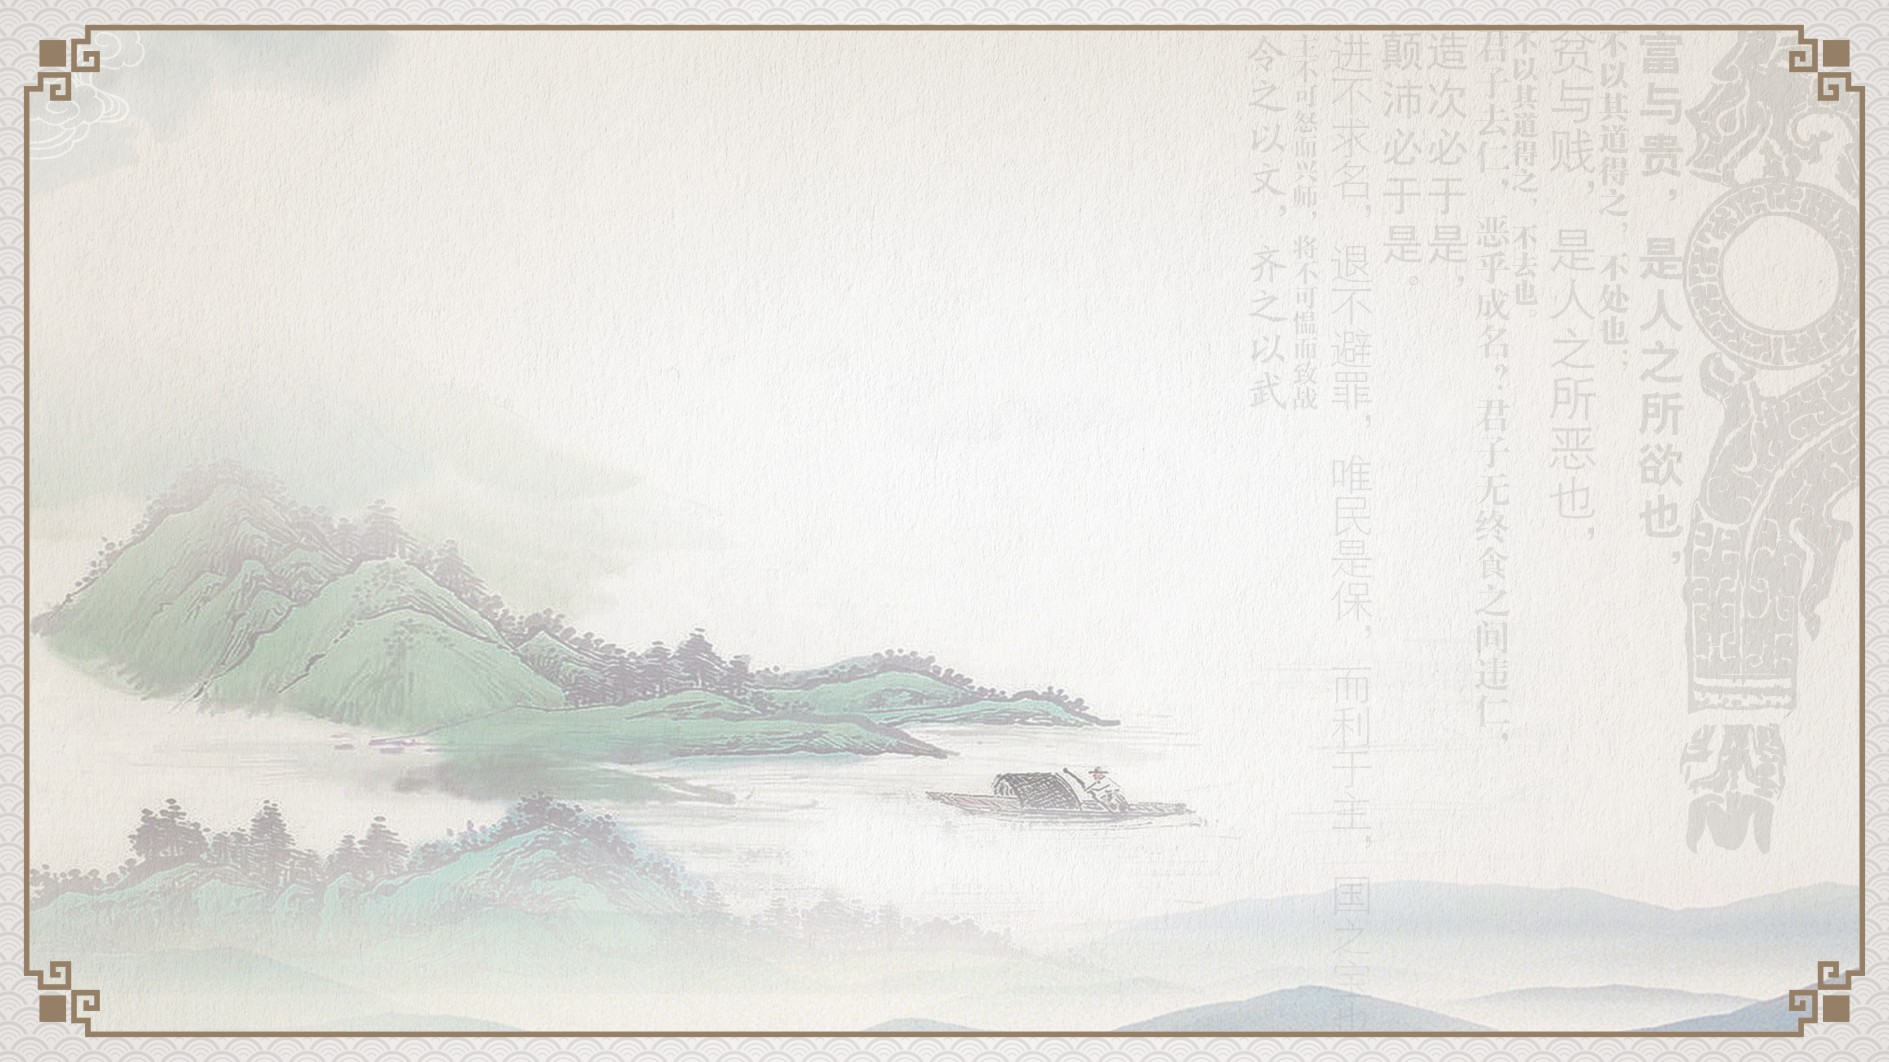 富与贵，是人之所欲也，
不以其道得之，不处也；
贫与贱，是人之所恶也，
不以其道得之，不去也。
君子去仁，恶乎成名？君子无终食之间违仁，
造次必于是，
颠沛必于是。
进不求名，退不避罪，唯民是保，而利于主，国之宝也
主不可怒而兴师，将不可愠而致战
令之以文，齐之以武